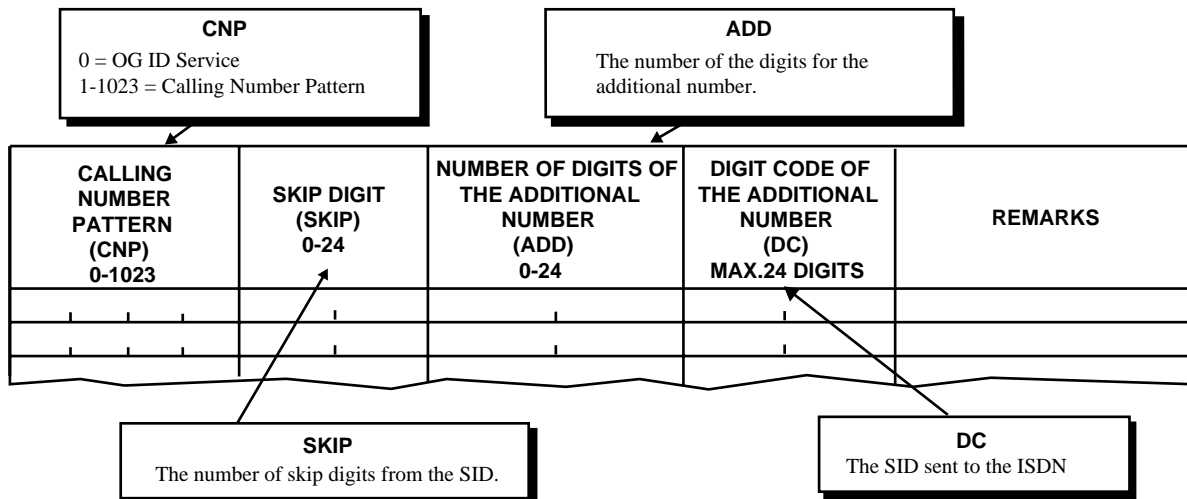 CNP
0 = OG ID Service
1-1023 = Calling Number Pattern
ADD
The number of the digits for the
additional number.
CALLING
NUMBER
PATTERN
(CNP)
0-1023
SKIP DIGIT
(SKIP)
0-24
NUMBER OF DIGITS OF
THE ADDITIONAL
NUMBER
(ADD)
0-24
DIGIT CODE OF
THE ADDITIONAL
NUMBER
(DC)
MAX.24 DIGITS
REMARKS
SKIP
The number of skip digits from the SID.
DC
The SID sent to the ISDN